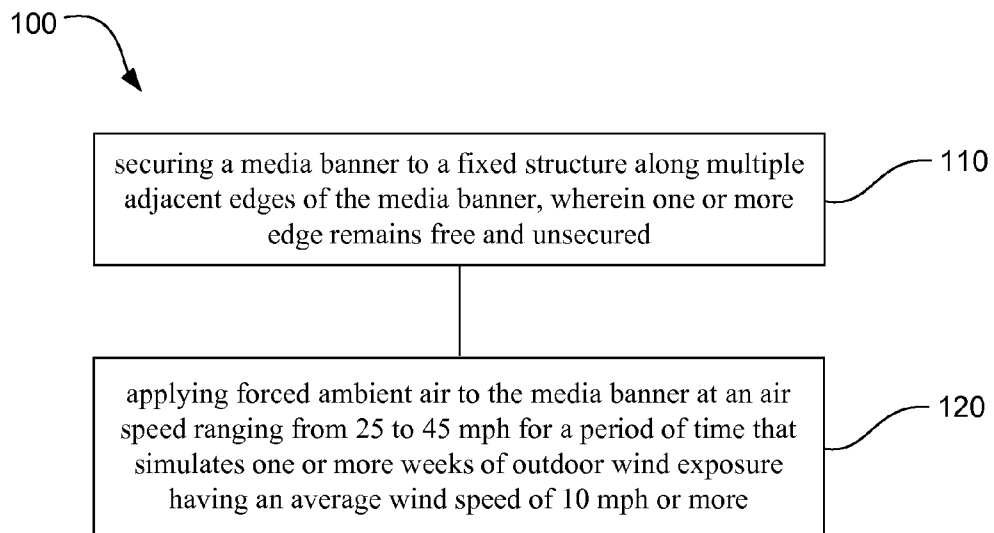 100
securing a media banner to a fixed structure along multiple
adjacent edges of the media banner, wherein one or more
edge remains free and unsecured
110
applying forced ambient air to the media banner at an air
speed ranging from 25 to 45 mph for a period of time that
simulates one or more weeks of outdoor wind exposure
having an average wind speed of 10 mph or more
120